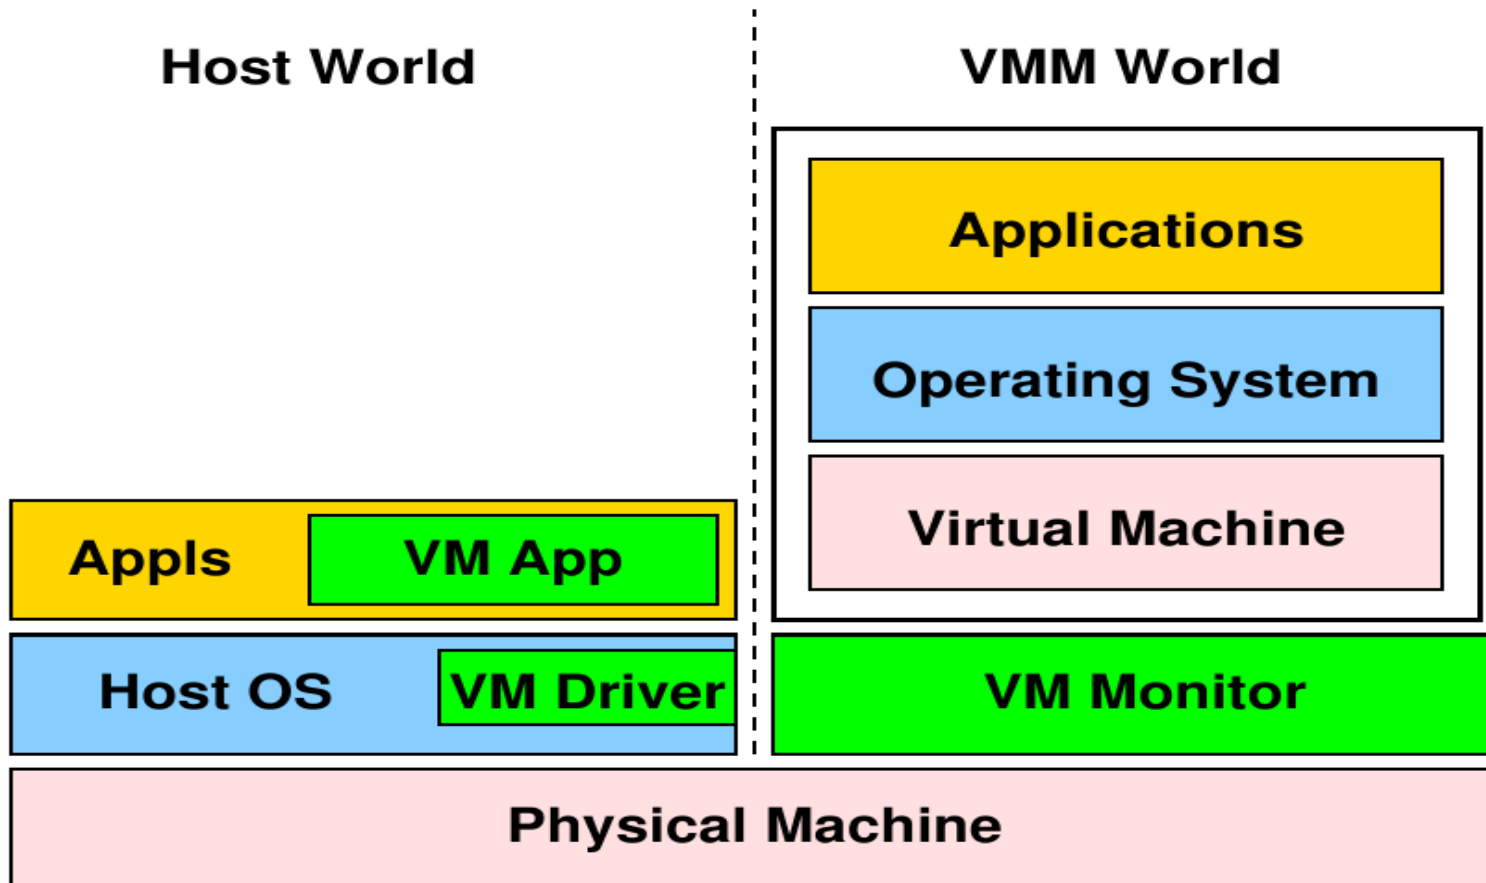 Host World
VMM World
Applications
Operating System
Virtual Machine
Appls
VM App
Host OS
VM Driver
VM Monitor
Physical Machine